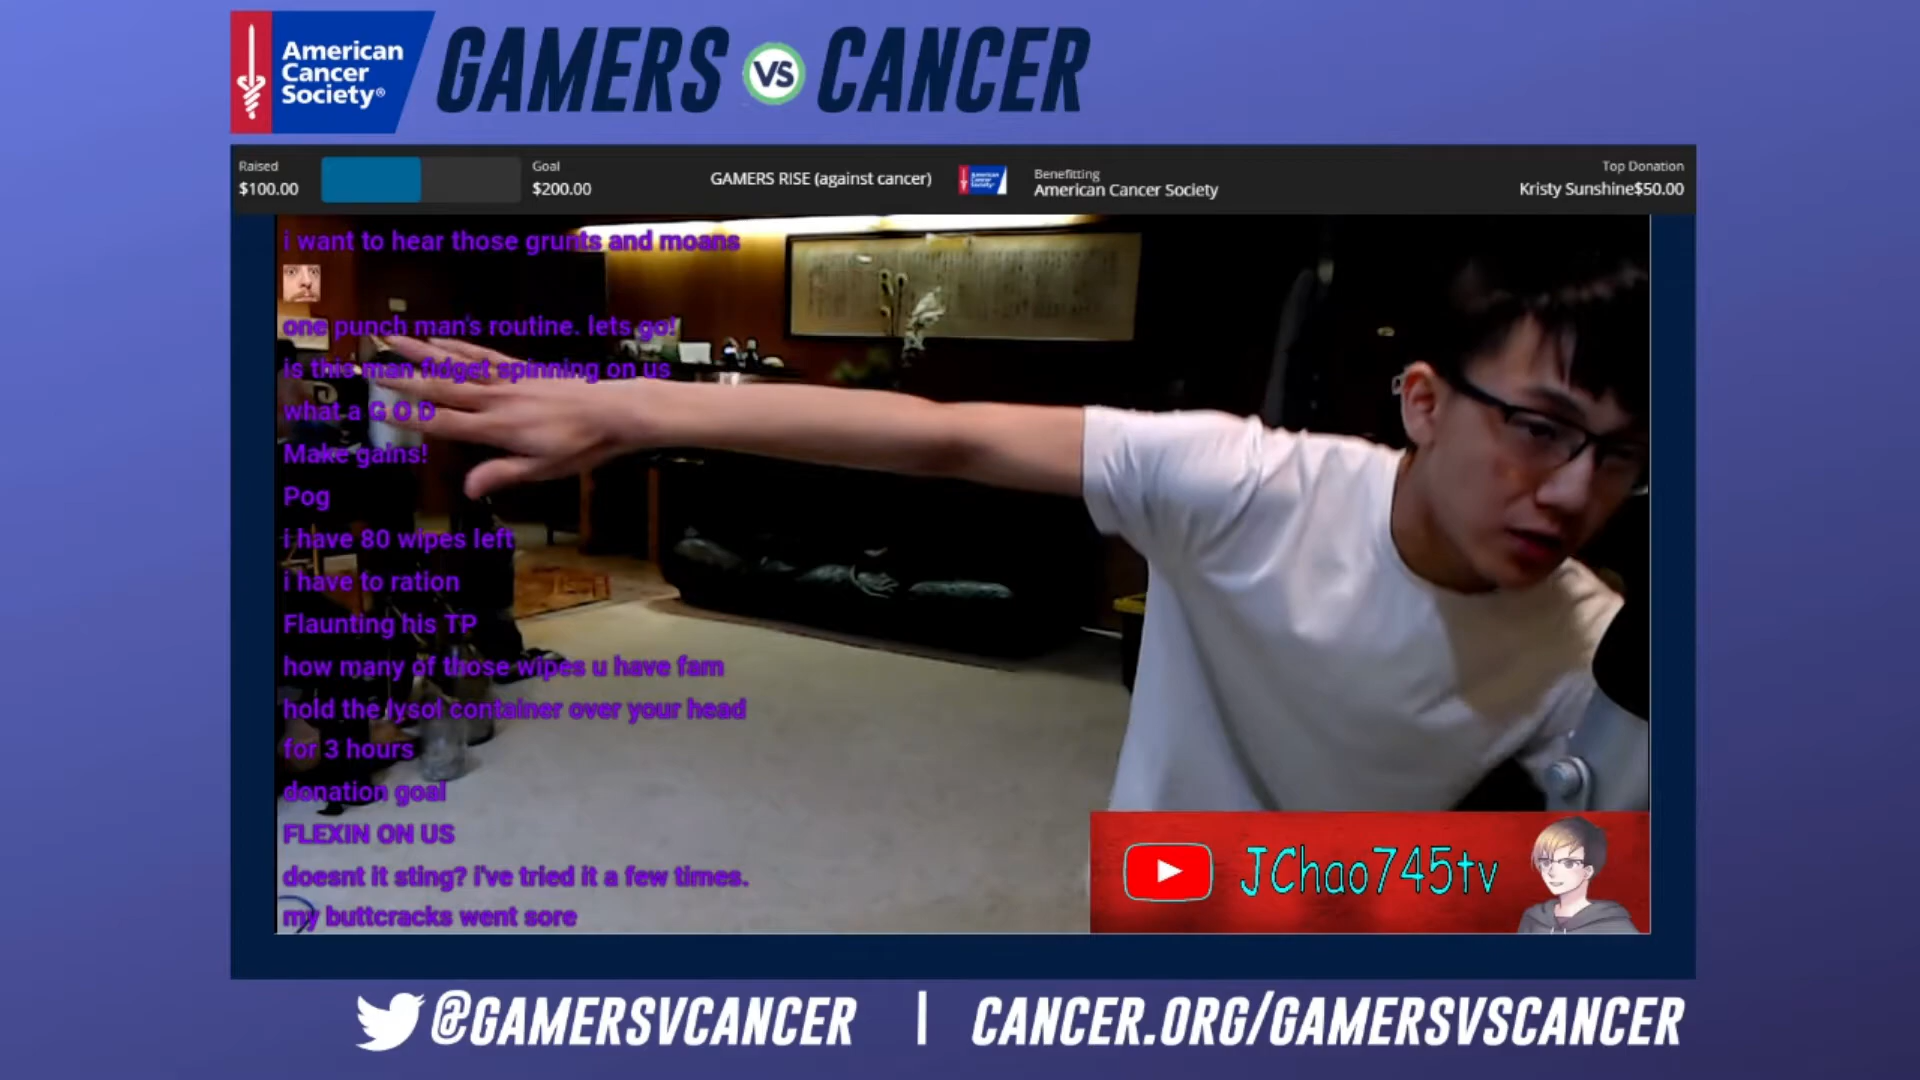 American
Cancer
Society®
GAMERS VS CANCER
Raised
$100.00
Goal
$200.00
GAMERS RISE (against cancer)
Benefitting
American Cancer Society
Top Donation
Kristy Sunshine$50.00
i want to hear those grunts and moans
one punch man's routine. lets go!
is this man fidget spinning on us
what a G O D
Make gains!
Pog
i have 80 wipes left
i have to ration
Flaunting his TP
how many of those wipes u have fam
hold the lysol container over your head
for 3 hours
donation goal
FLEXIN ON US
doesnt it sting? i've tried it a few times.
my buttcracks went sore
JChao745tv
@GAMERSVCANCER | CANCER.ORG/GAMERSVSCANCER